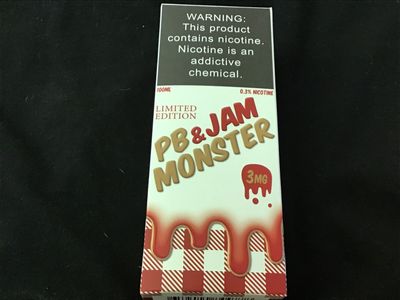 WARNING:
This product
contains nicotine.
Nicotine is an
addictive
chemical.
100ML 0.3% NICOTINE
LIMITED
EDITION
PB & JAM
MONSTER
3MG